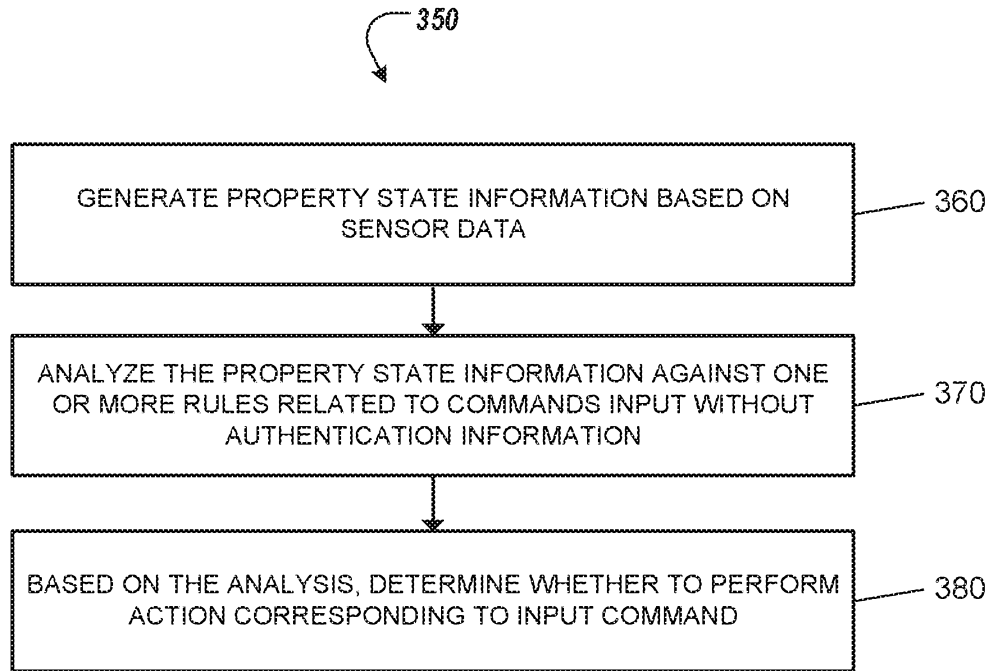 350
GENERATE PROPERTY STATE INFORMATION BASED ON
SENSOR DATA
360
ANALYZE THE PROPERTY STATE INFORMATION AGAINST ONE
OR MORE RULES RELATED TO COMMANDS INPUT WITHOUT
AUTHENTICATION INFORMATION
370
BASED ON THE ANALYSIS, DETERMINE WHETHER TO PERFORM
ACTION CORRESPONDING TO INPUT COMMAND
380